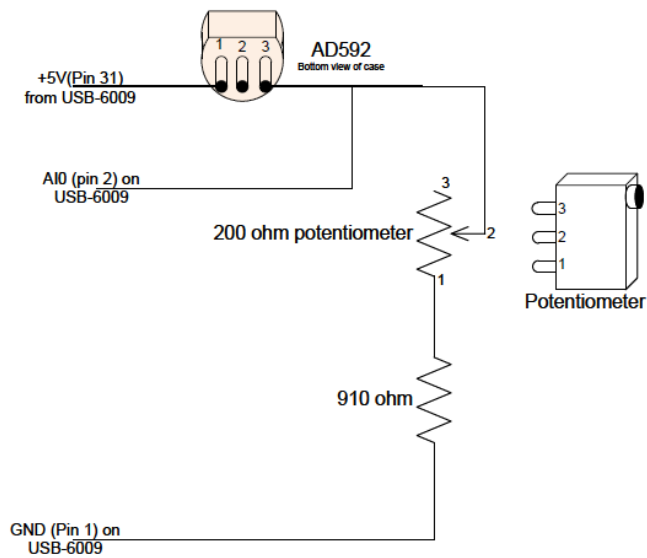 1 2 3
AD592
Bottom view of case
+5V(Pin 31)
from USB-6009
AI0 (pin 2) on
USB-6009
3
200 ohm potentiometer
2
1
3
2
1
Potentiometer
910 ohm
GND (Pin 1) on
USB-6009